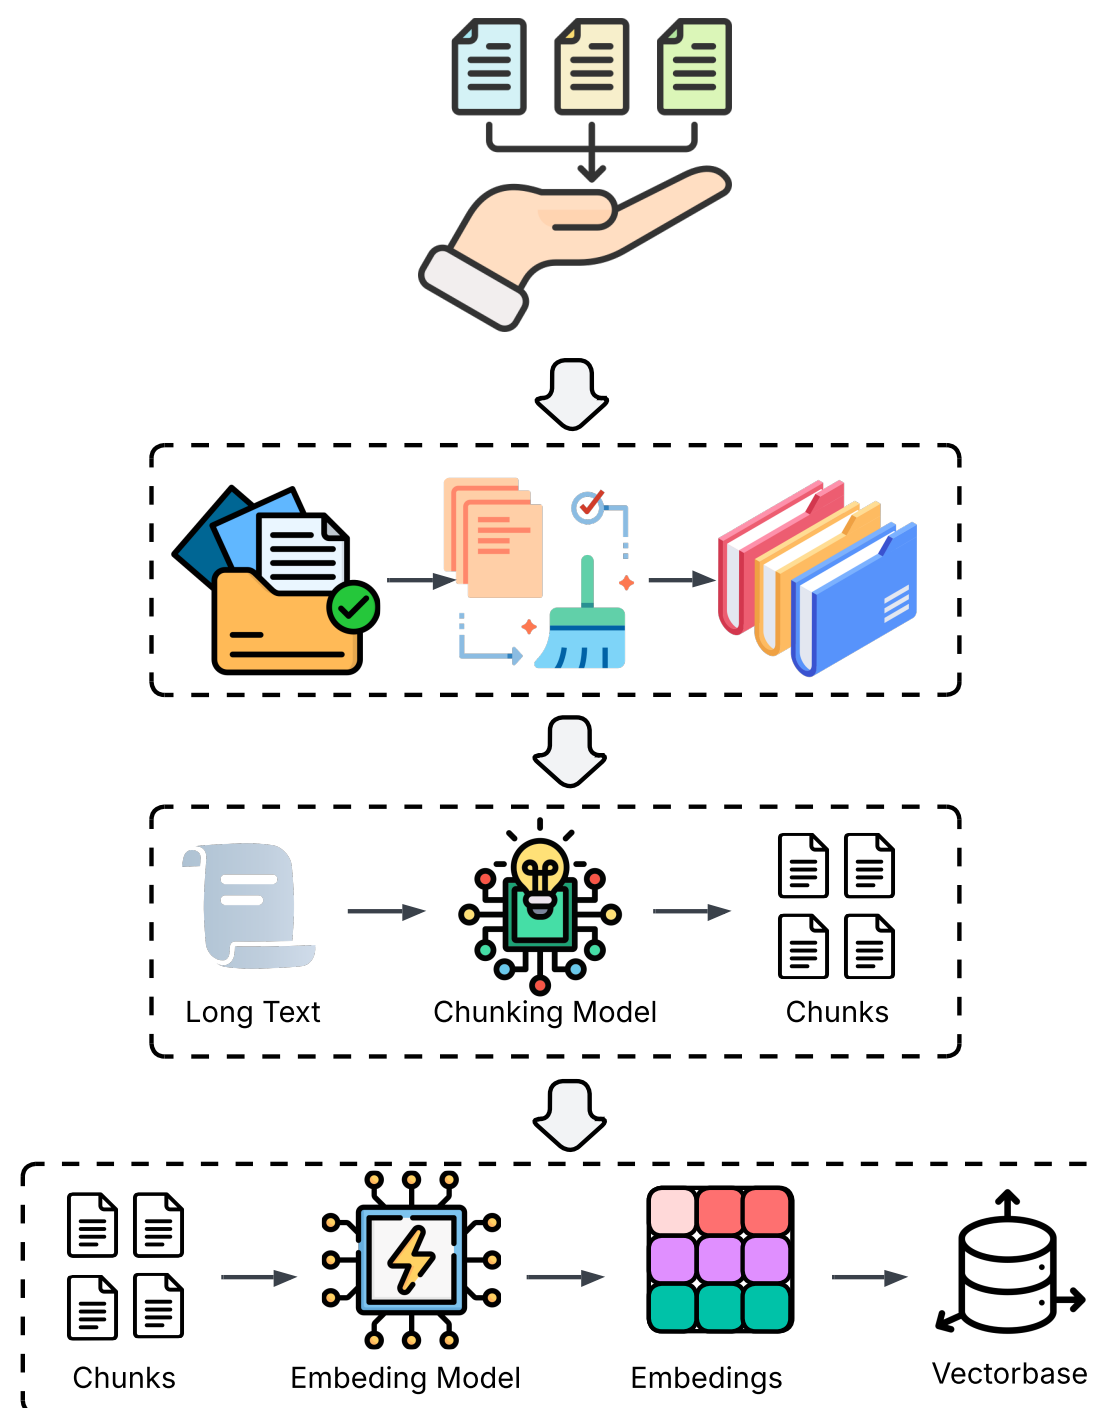 Long Text
Chunking Model
Chunks
Chunks
Embeding Model
Embedings
Vectorbase